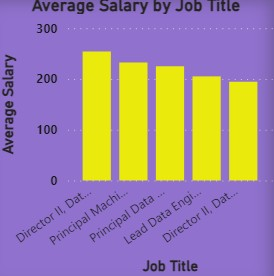 Average Salary by Job Title
300
200
100
0
Average Salary
Director II, Dat...
Principal Machi...
Principal Data ...
Lead Data Engi...
Director II, Dat...
Job Title